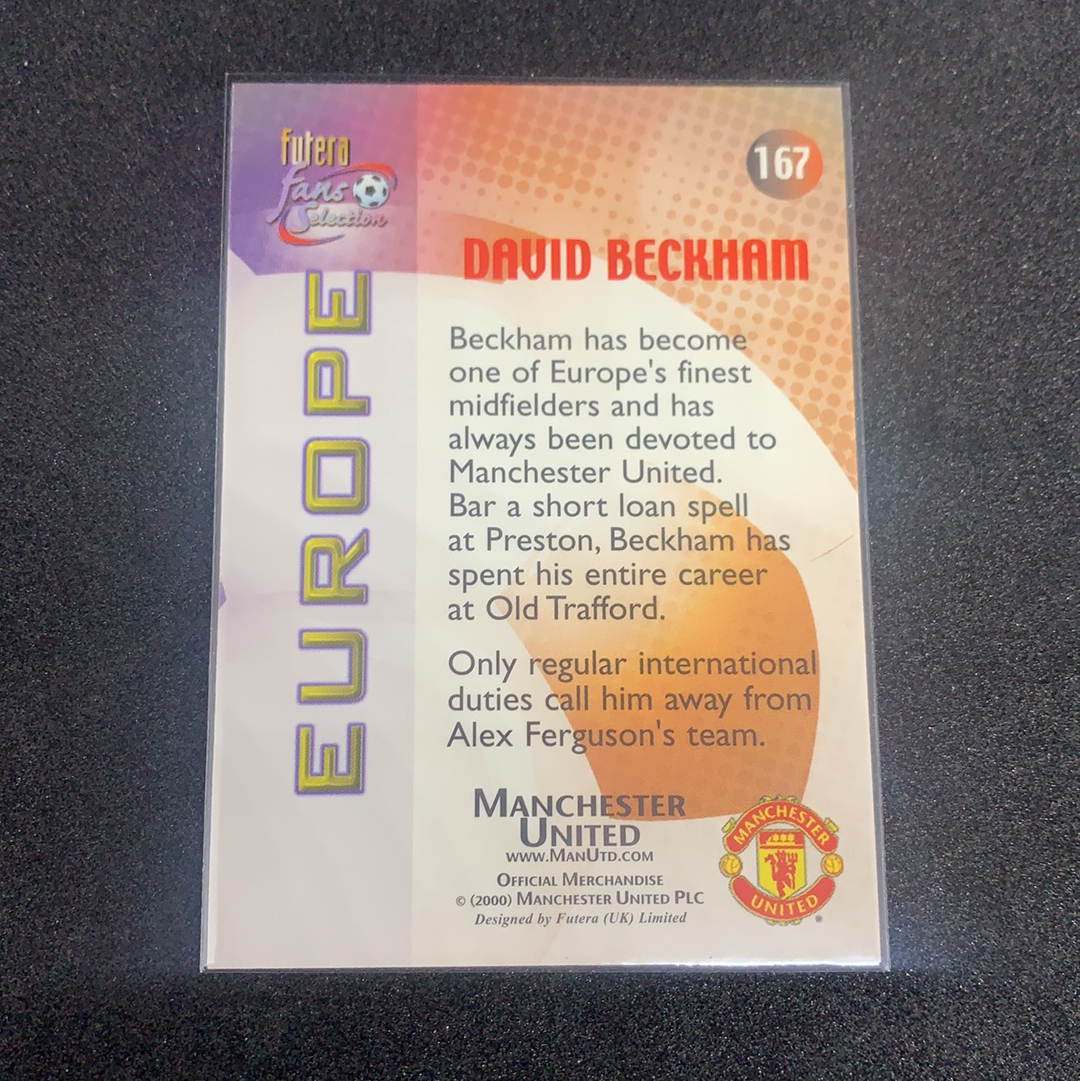 futera
fans
Selection
167
EUROPE
DAVID BECKHAM
Beckham has become
one of Europe's finest
midfielders and has
always been devoted to
Manchester United.
Bar a short loan spell
at Preston, Beckham has
spent his entire career
at Old Trafford.
Only regular international
duties call him away from
Alex Ferguson's team.
MANCHESTER
UNITED
WWW.MANUTD.COM
OFFICIAL MERCHANDISE
© (2000) MANCHESTER UNITED PLC
Designed by Futera (UK) Limited
MANCHESTER
UNITED